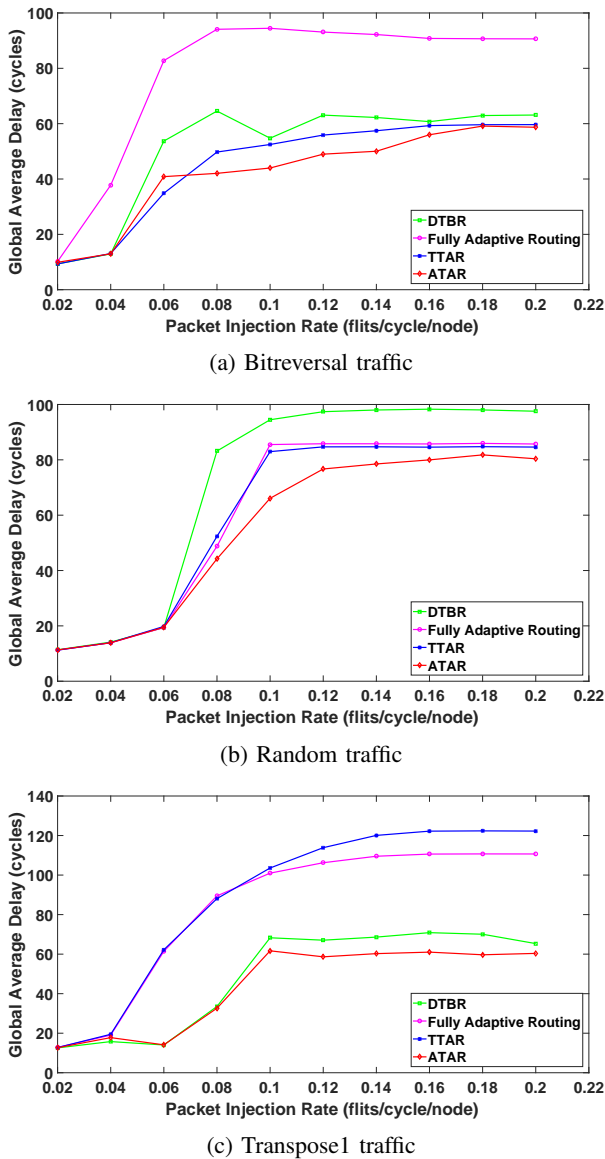 100
80
60
40
20
0
Global Average Delay (cycles)
DTBR
Fully Adaptive Routing
TTAR
ATAR
0.02 0.04 0.06 0.08 0.1 0.12 0.14 0.16 0.18 0.2 0.22
Packet Injection Rate (flits/cycle/node)
(a) Bitreversal traffic
100
80
60
40
20
0
Global Average Delay (cycles)
DTBR
Fully Adaptive Routing
TTAR
ATAR
0.02 0.04 0.06 0.08 0.1 0.12 0.14 0.16 0.18 0.2 0.22
Packet Injection Rate (flits/cycle/node)
(b) Random traffic
140
120
100
80
60
40
20
0
Global Average Delay (cycles)
DTBR
Fully Adaptive Routing
TTAR
ATAR
0.02 0.04 0.06 0.08 0.1 0.12 0.14 0.16 0.18 0.2 0.22
Packet Injection Rate (flits/cycle/node)
(c) Transpose1 traffic